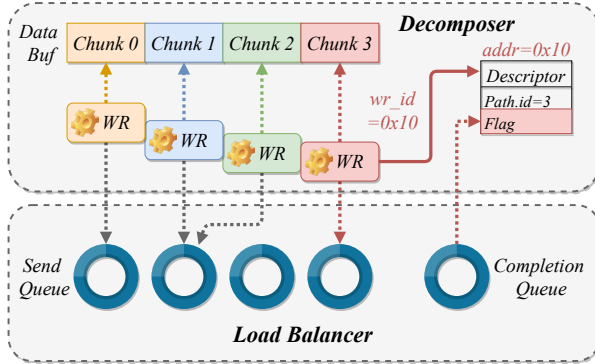 Decomposer
Data
Buf
Chunk 0
Chunk 1
Chunk 2
Chunk 3
addr=0x10
Descriptor
Path.id=3
Flag
wr_id
=0x10
WR
WR
WR
WR
Send
Queue
Completion
Queue
Load Balancer